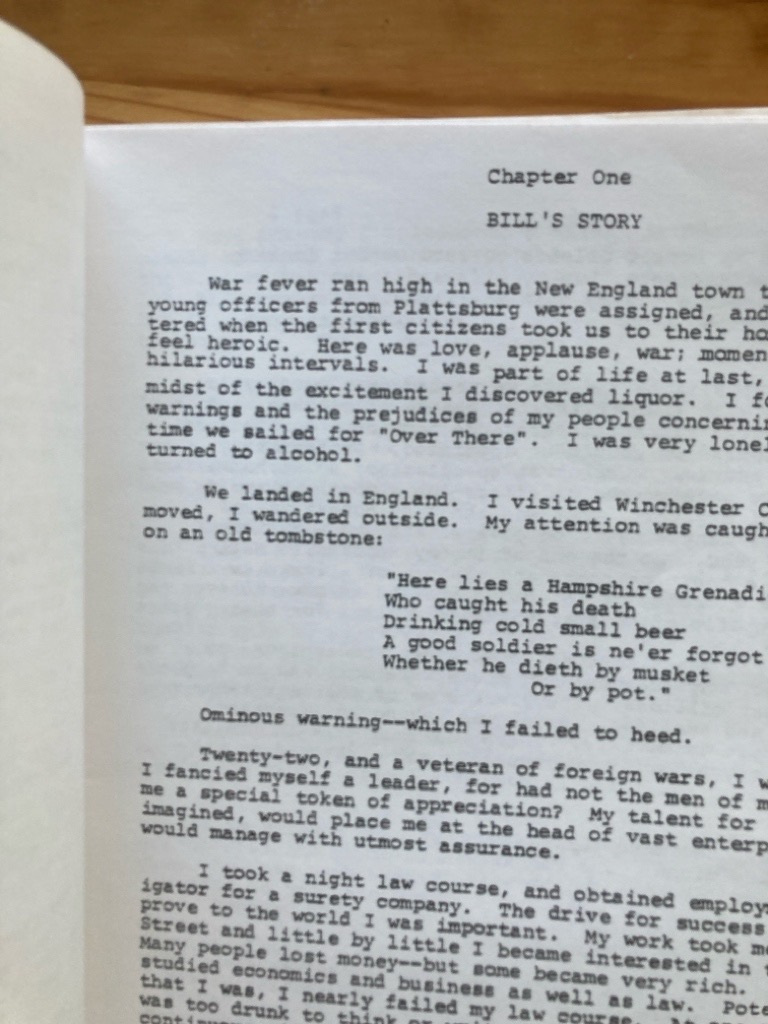 Chapter One
BILL'S STORY
War fever ran high in the New England town
young officers from Plattsburg were assigned, and
tered when the first citizens took us to their
feel heroic. Here was love, applause, war;
hilarious intervals. I was part of life at last,
midst of the excitement I discovered liquor. I
warnings and the prejudices of my people
time we sailed for "Over There". I was very
turned to alcohol.
We landed in England. I visited Winchester
moved, I wandered outside. My attention was
on an old tombstone:
"Here lies a Hampshire
Who caught his death
Drinking cold small beer
A good soldier is ne'er forgot
Whether he dieth by musket
Or by pot."
Ominous warning--which I failed to heed.
Twenty-two, and a veteran of foreign wars, I
I fancied myself a leader, for had not the men of
me a special token of appreciation? My talent for
imagined, would place me at the head of vast
would manage with utmost assurance.
I took a night law course, and obtained
igator for a surety company. The drive for success
prove to the world I was important. My work took
Street and little by little I became interested in
Many people lost money--but some became very rich.
studied economics and business as well as law.
that I was, I nearly failed my law course.
was too drunk to think or